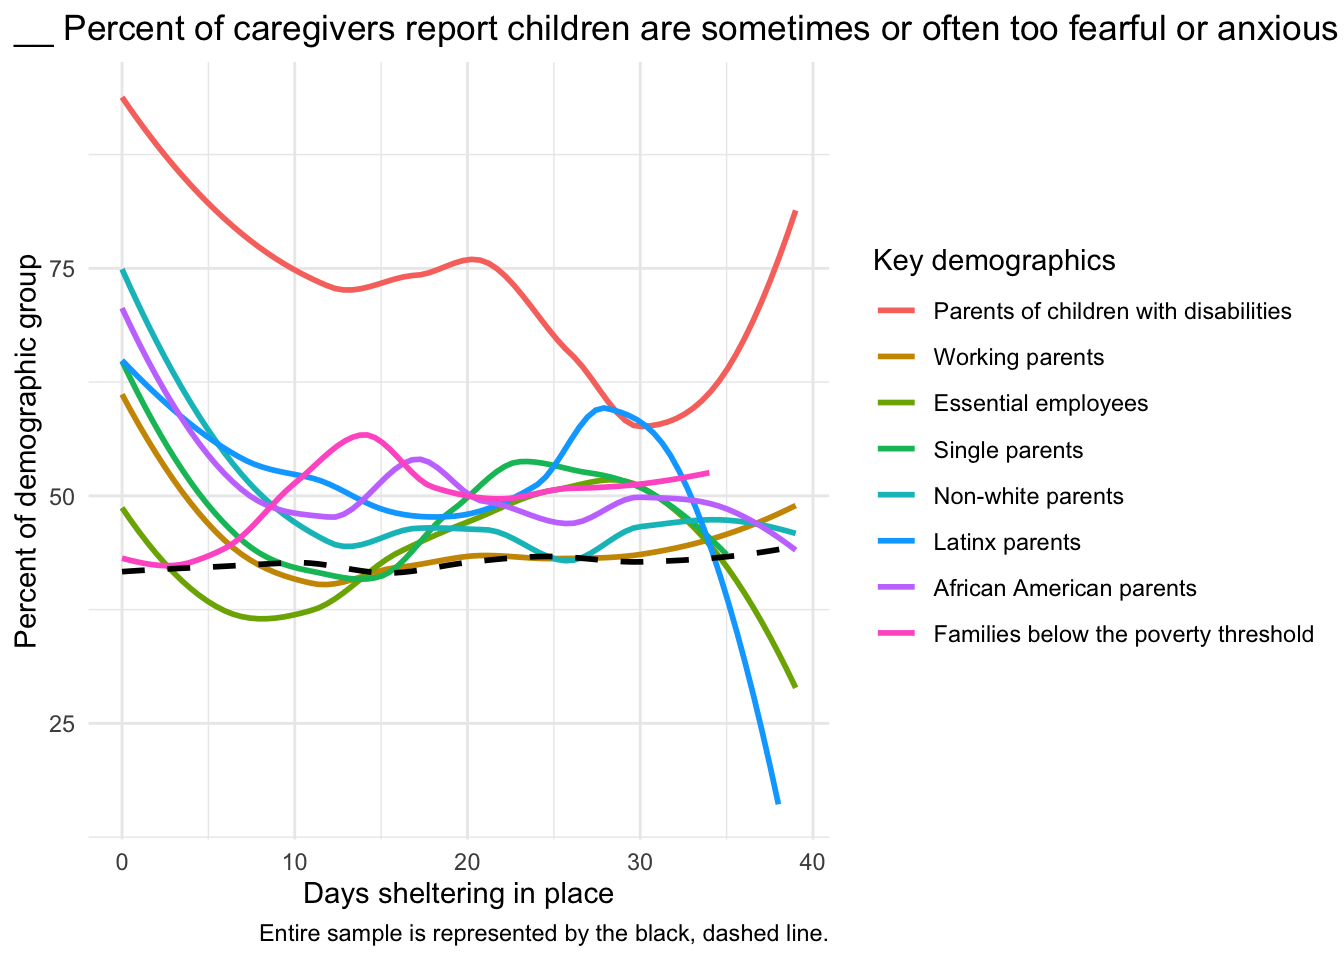 __ Percent of caregivers report children are sometimes or often too fearful or anxious
Percent of demographic group
75
50
25
0 10 20 30 40
Days sheltering in place
Entire sample is represented by the black, dashed line.
Key demographics
Parents of children with disabilities
Working parents
Essential employees
Single parents
Non-white parents
Latinx parents
African American parents
Families below the poverty threshold